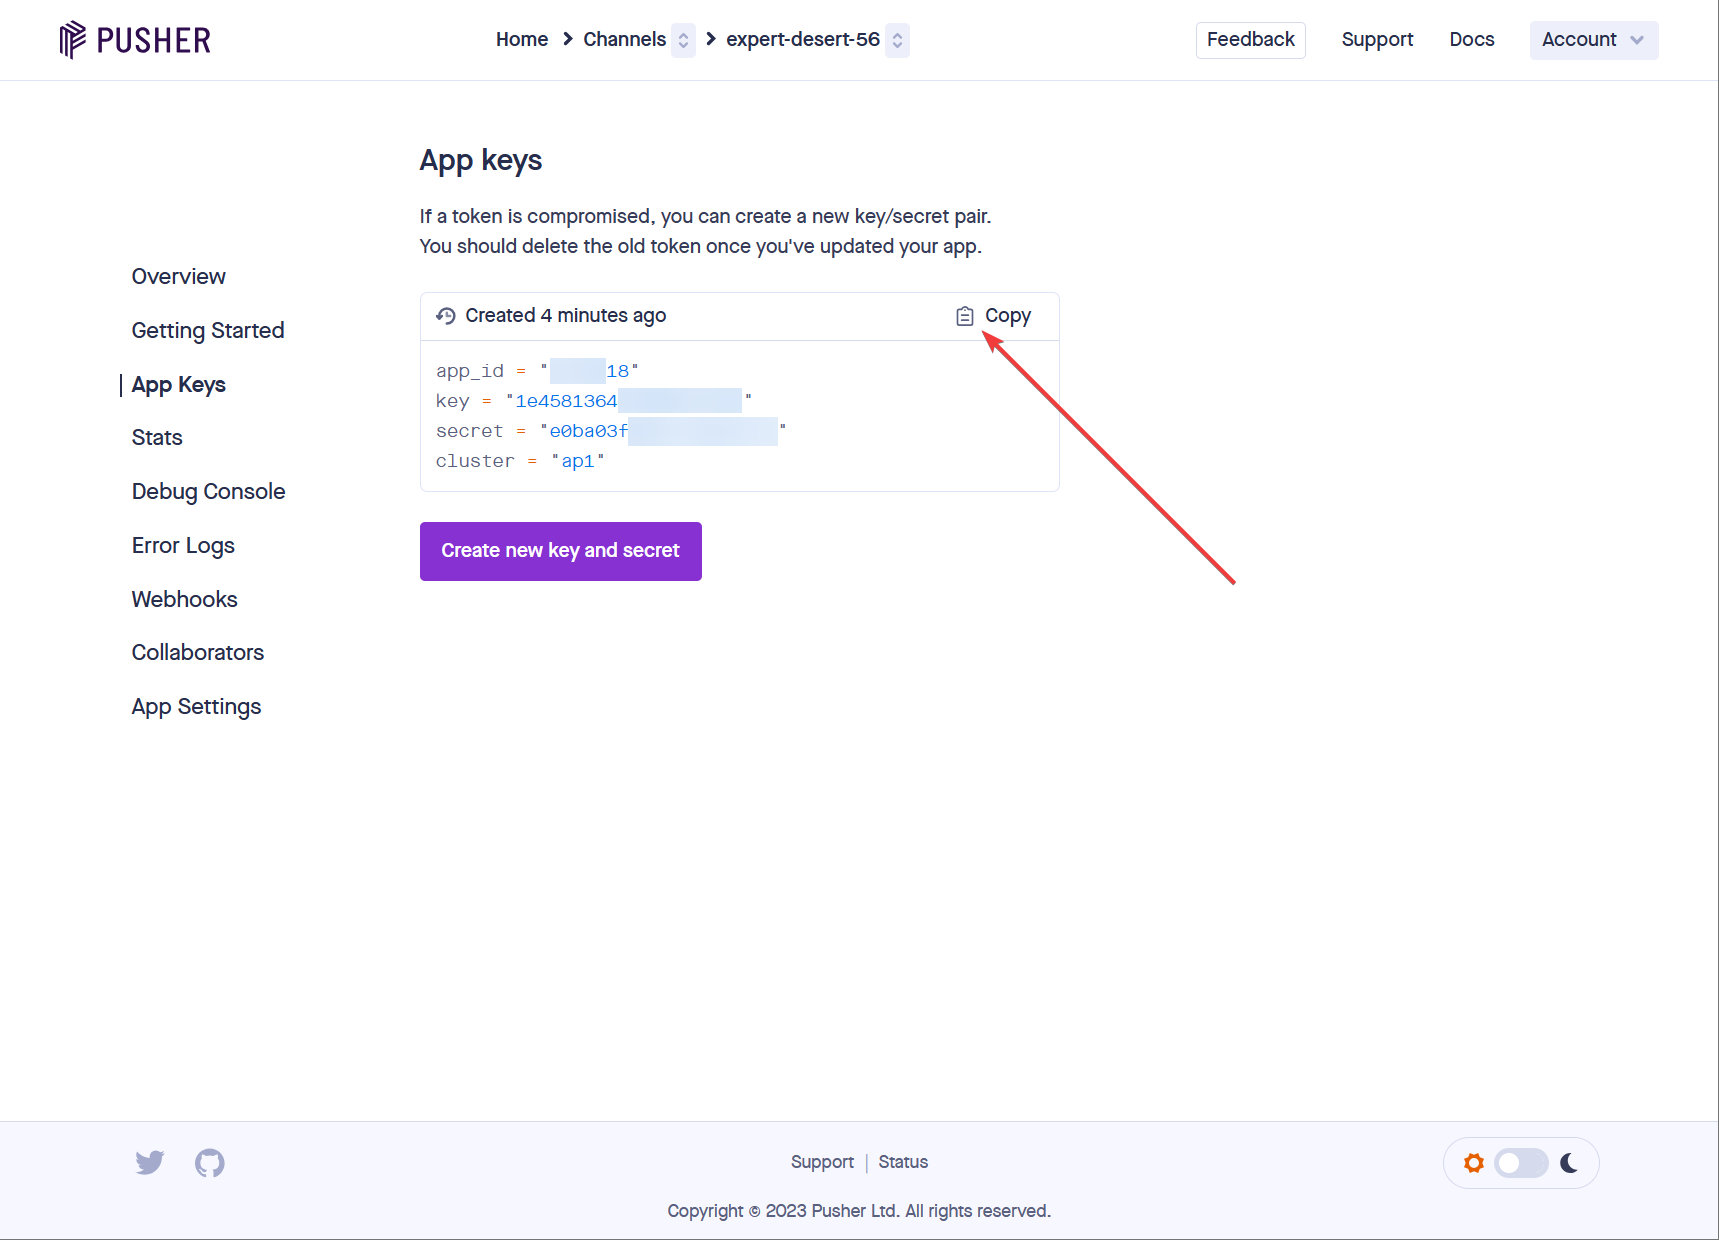 PUSHER
Home > Channels > expert-desert-56
Feedback
Support
Docs
Account
App keys
If a token is compromised, you can create a new key/secret pair.
You should delete the old token once you've updated your app.
Overview
Getting Started
App Keys
Stats
Debug Console
Error Logs
Webhooks
Collaborators
App Settings
Created 4 minutes ago
Copy
app_id = "18"
key = "1e4581364"
secret = "e0ba03f"
cluster = "ap1"
Create new key and secret
Support | Status
Copyright © 2023 Pusher Ltd. All rights reserved.